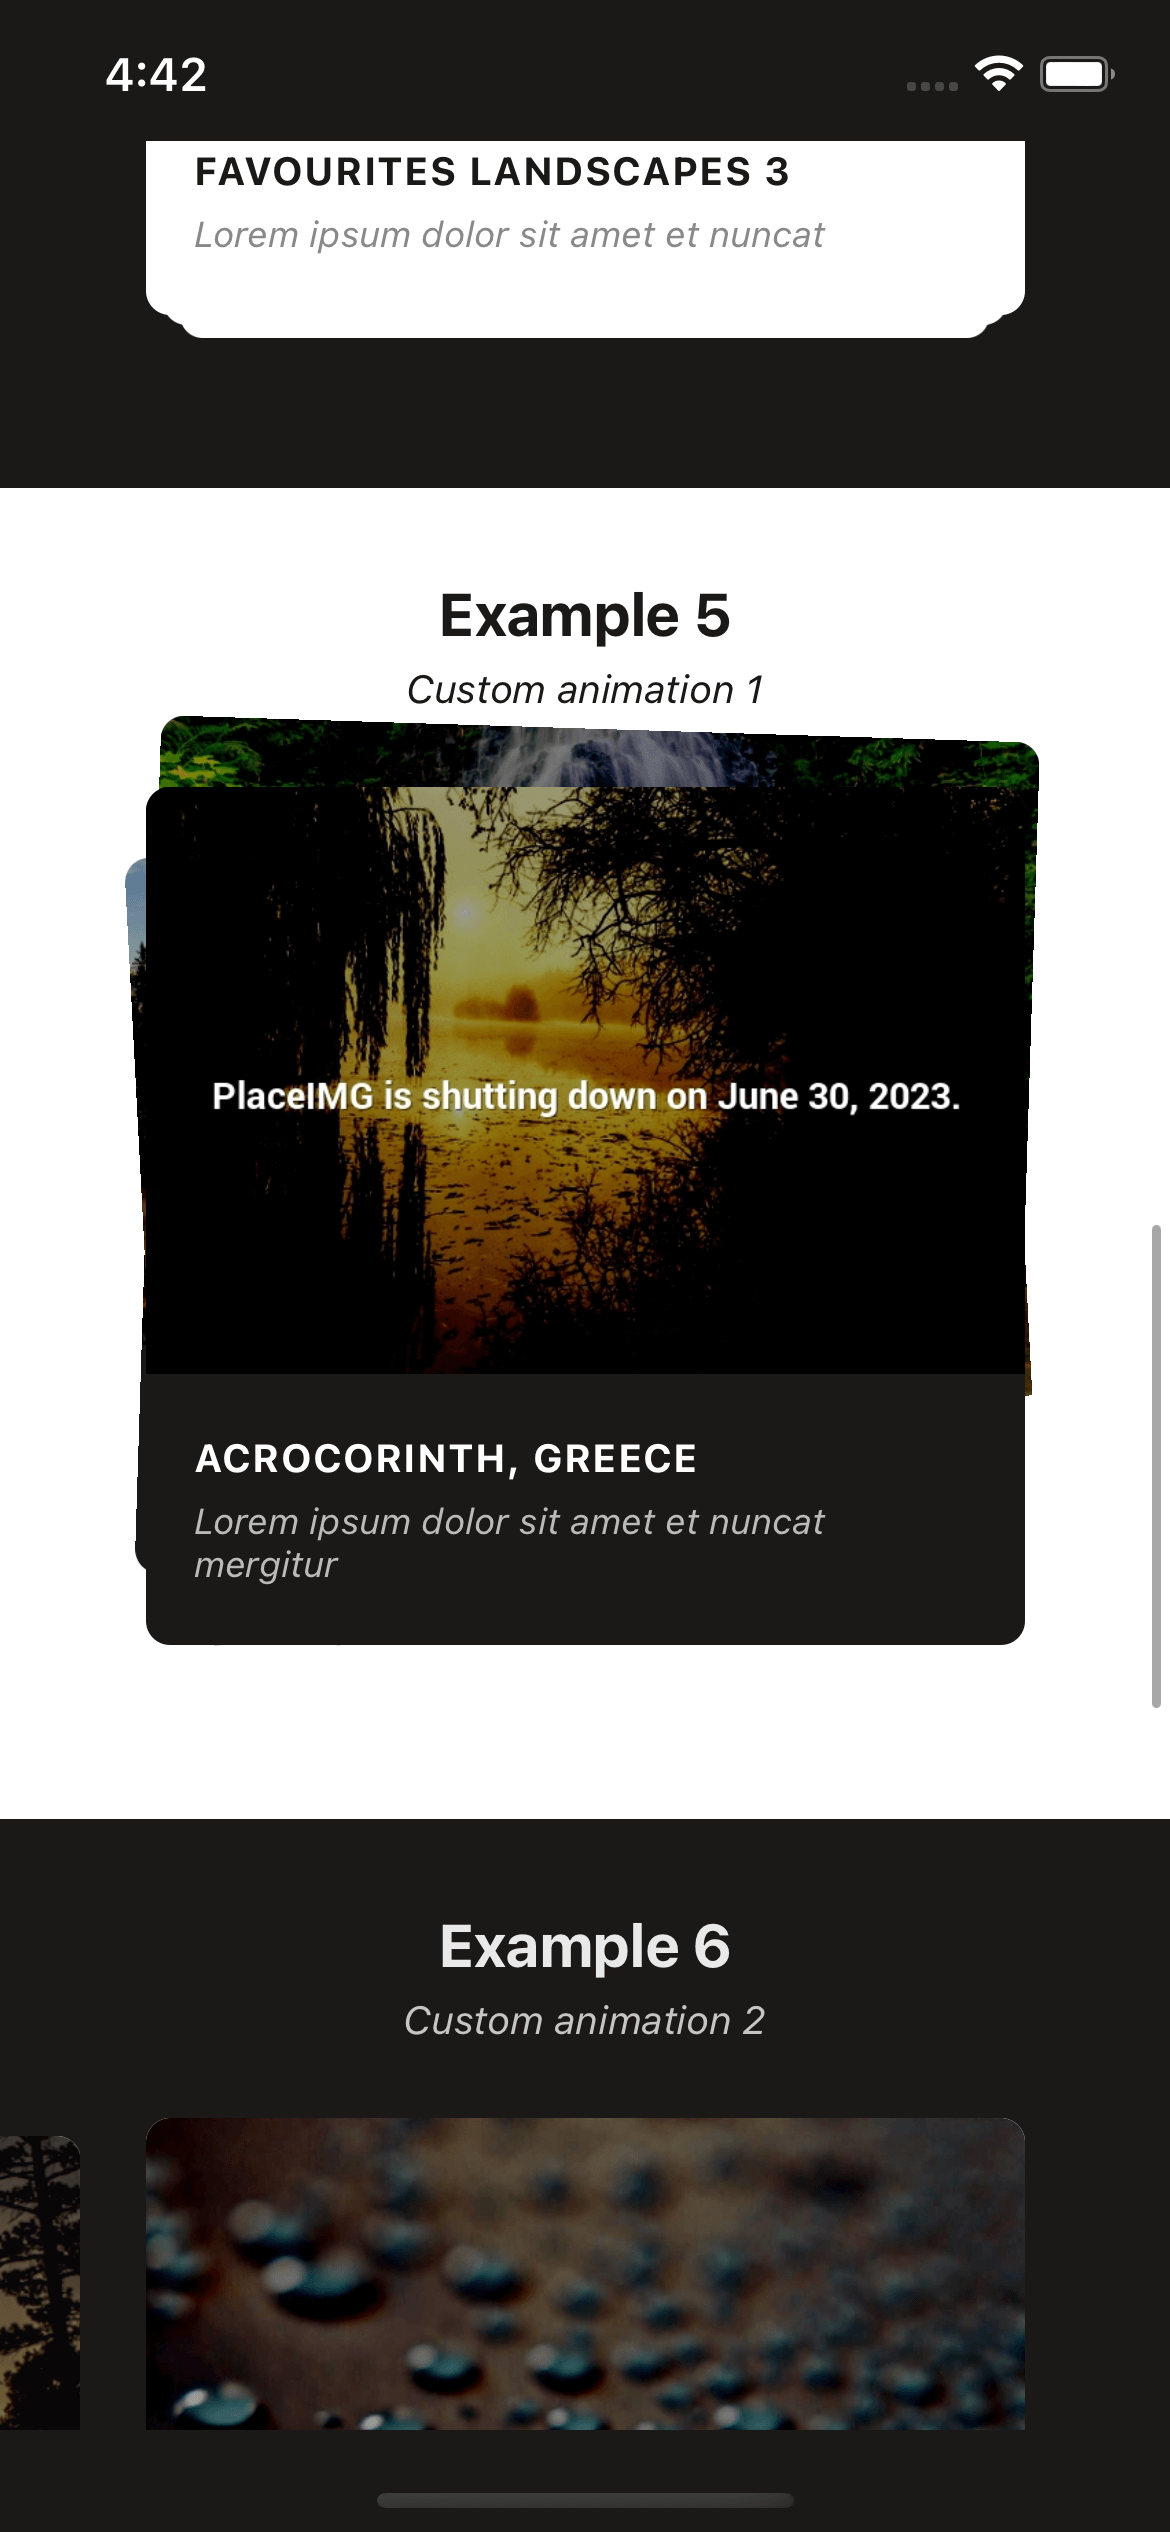 4:42
FAVOURITES LANDSCAPES 3
Lorem ipsum dolor sit amet et nuncat
Example 5
Custom animation 1
PlaceIMG is shutting down on June 30, 2023.
ACROCORINTH, GREECE
Lorem ipsum dolor sit amet et nuncat
mergitur
Example 6
Custom animation 2